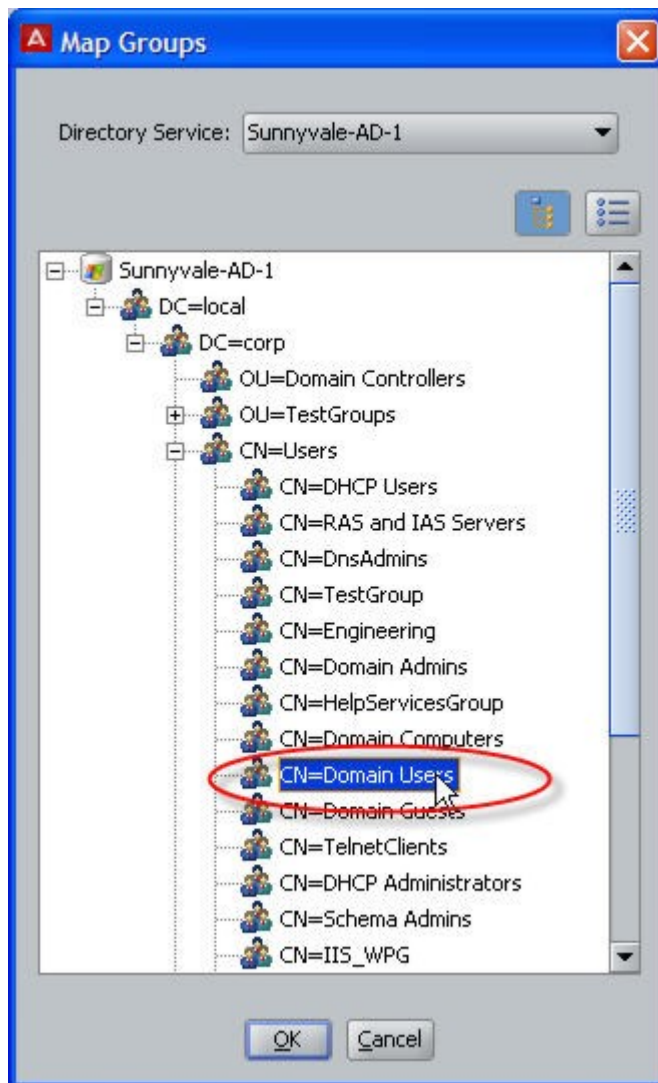 Map Groups
Directory Service: Sunnyvale-AD-1
Sunnyvale-AD-1
DC=local
DC=corp
OU=Domain Controllers
OU=TestGroups
CN=Users
CN=DHCP Users
CN=RAS and IAS Servers
CN=DnsAdmins
CN=TestGroup
CN=Engineering
CN=Domain Admins
CN=HelpServicesGroup
CN=Domain Computers
CN=Domain Users
CN=Domain Guests
CN=TelnetClients
CN=DHCP Administrators
CN=Schema Admins
CN=IIS_WPG
OK Cancel